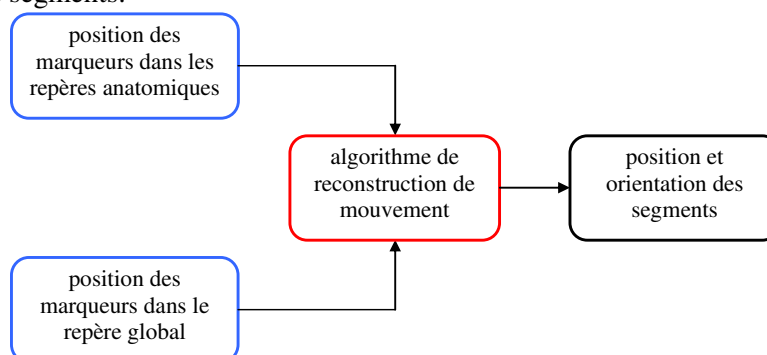 segments.
position des
marqueurs dans les
repères anatomiques
algorithme de
reconstruction de
mouvement
position et
orientation des
segments
position des
marqueurs dans le
repère global